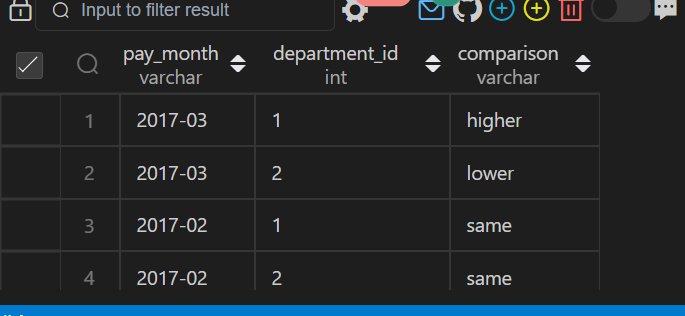 Input to filter result
pay_month department_id comparison
varchar int varchar
1 2017-03 1 higher
2 2017-03 2 lower
3 2017-02 1 same
4 2017-02 2 same